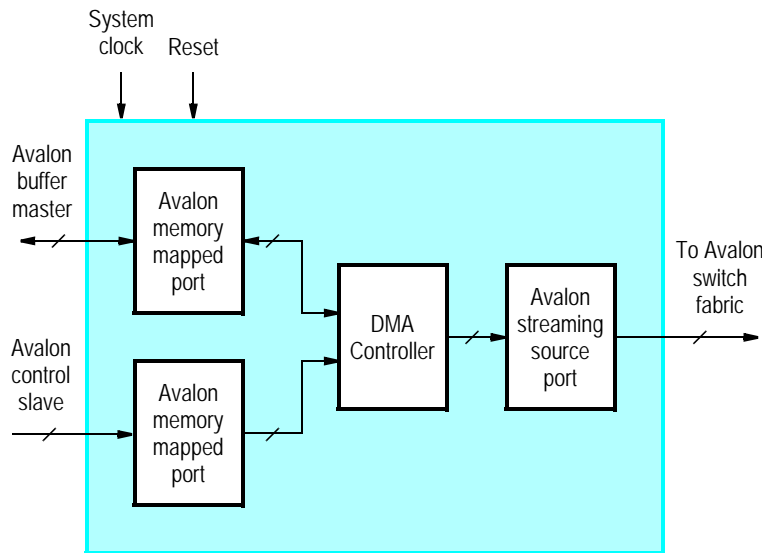 System
clock
Reset
Avalon
buffer
master
Avalon
memory
mapped
port
DMA
Controller
Avalon
streaming
source
port
To Avalon
switch
fabric
Avalon
control
slave
Avalon
memory
mapped
port